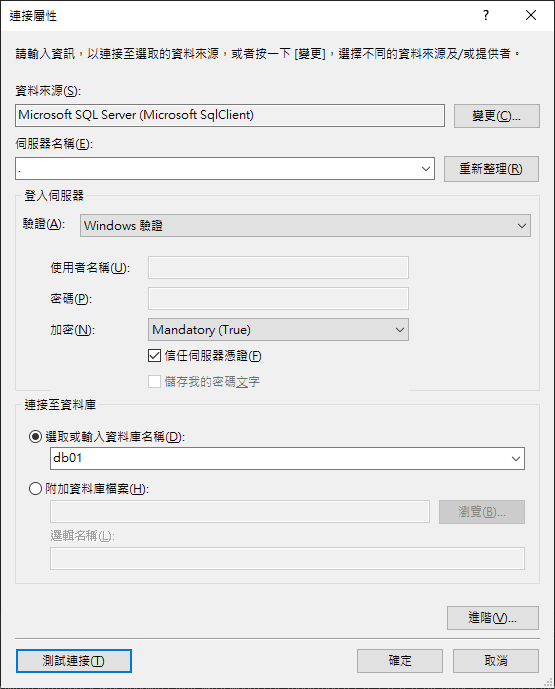 連接屬性
請輸入資訊，以連接至選取的資料來源，或者按一下 [變更]，選擇不同的資料來源及/或提供者。
資料來源(S):
Microsoft SQL Server (Microsoft SqlClient)
變更(C)...
伺服器名稱(E):
.
重新整理(R)
登入伺服器
驗證(A):
Windows 驗證
使用者名稱(U):
密碼(P):
加密(N):
Mandatory (True)
信任伺服器憑證(F)
儲存我的密碼文字
連接至資料庫
選取或輸入資料庫名稱(D):
db01
附加資料庫檔案(H):
瀏覽(B)...
邏輯名稱(L):
進階(V)...
測試連接(T)
確定
取消